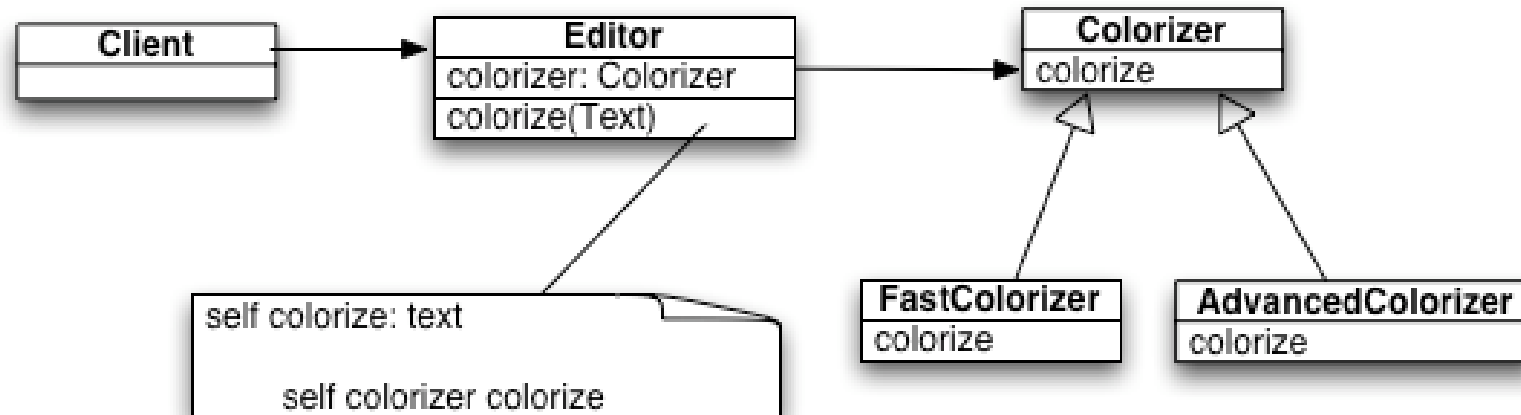 Client
Editor
colorizer: Colorizer
colorize(Text)
Colorizer
colorize
self colorize: text
self colorizer colorize
FastColorizer
colorize
AdvancedColorizer
colorize